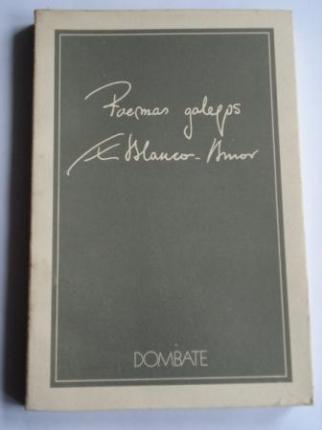 Poemas galegos
E. Blanco-Amor
DOMBATE